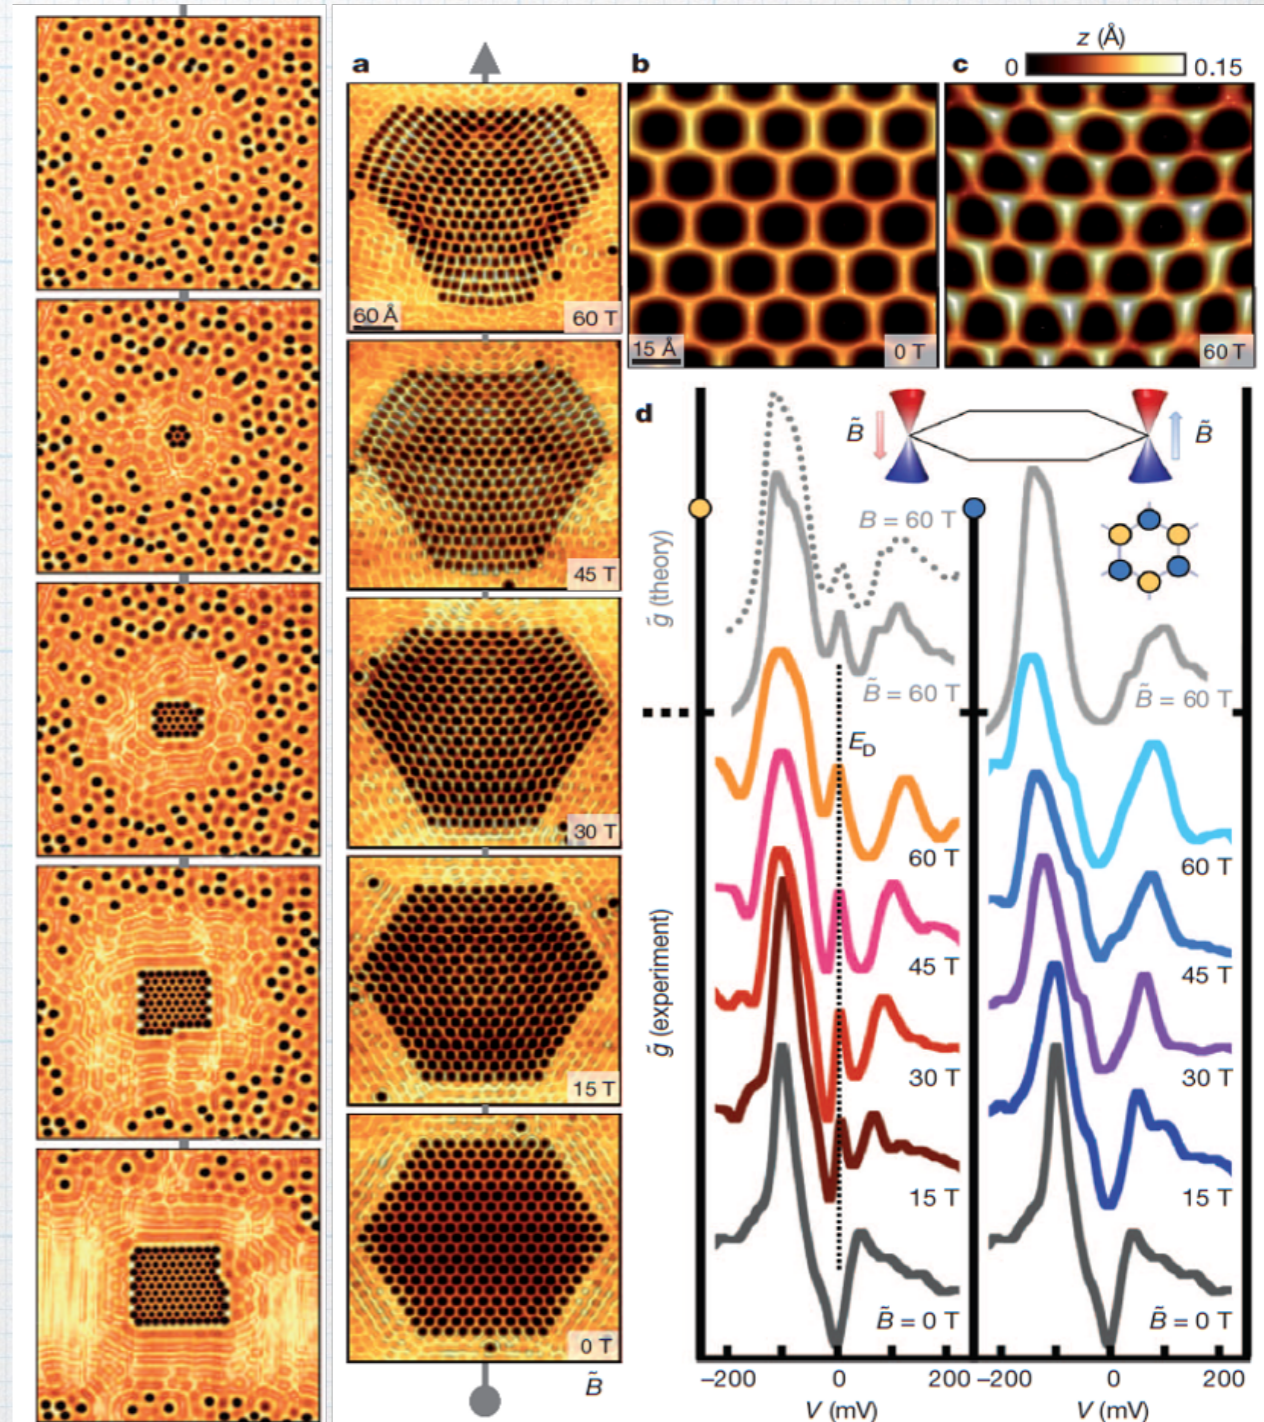 a
60 Å
60 T
45 T
30 T
15 T
0 T
B̃
b
15 Å
0 T
c
z (Å)
0
0.15
60 T
d
B̃
B̃
g̃ (theory)
B = 60 T
B̃ = 60 T
B̃ = 60 T
E_D
g̃ (experiment)
60 T
45 T
30 T
15 T
B̃ = 0 T
60 T
45 T
30 T
15 T
B̃ = 0 T
–200
0
200
–200
0
200
V (mV)
V (mV)